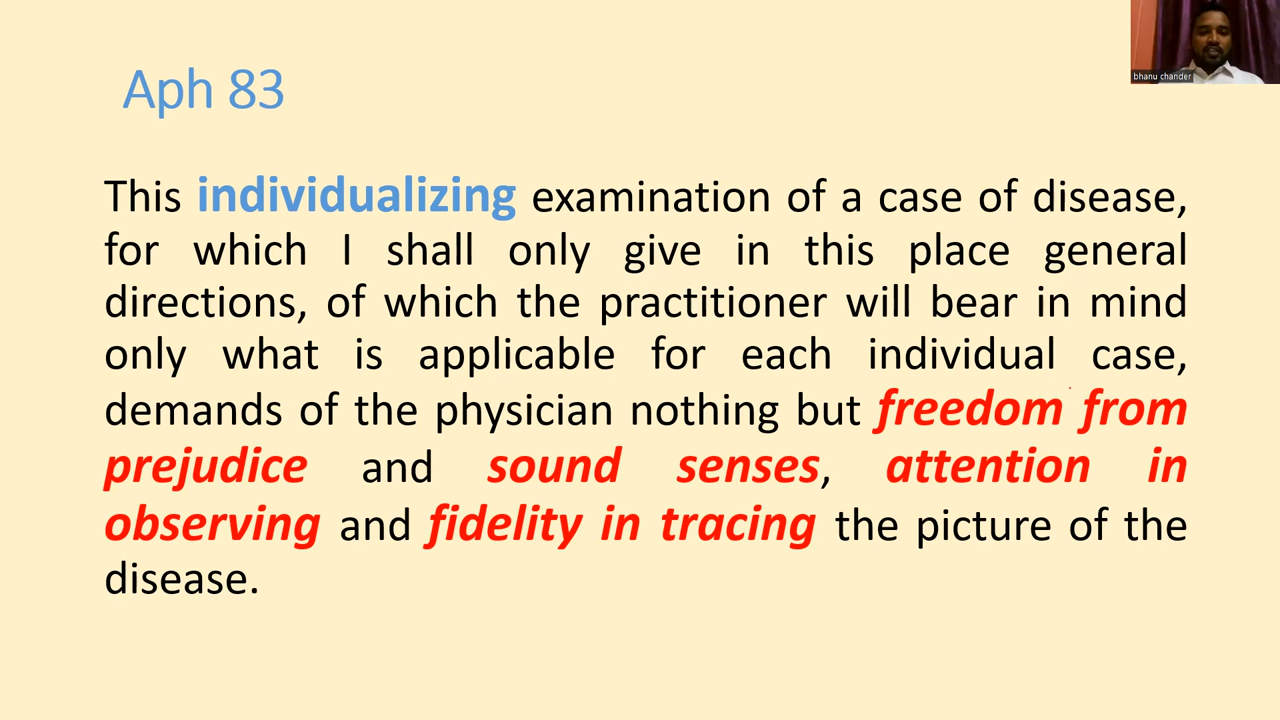 bhanu chander
Aph 83
This individualizing examination of a case of disease,
for which I shall only give in this place general
directions, of which the practitioner will bear in mind
only what is applicable for each individual case,
demands of the physician nothing but freedom from
prejudice and sound senses, attention in
observing and fidelity in tracing the picture of the
disease.